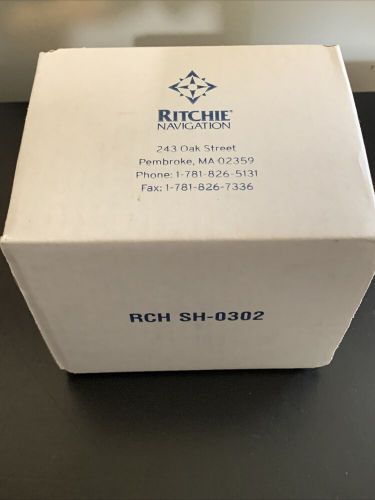 RITCHIE®
NAVIGATION
243 Oak Street
Pembroke, MA 02359
Phone: 1-781-826-5131
Fax: 1-781-826-7336
RCH SH-0302